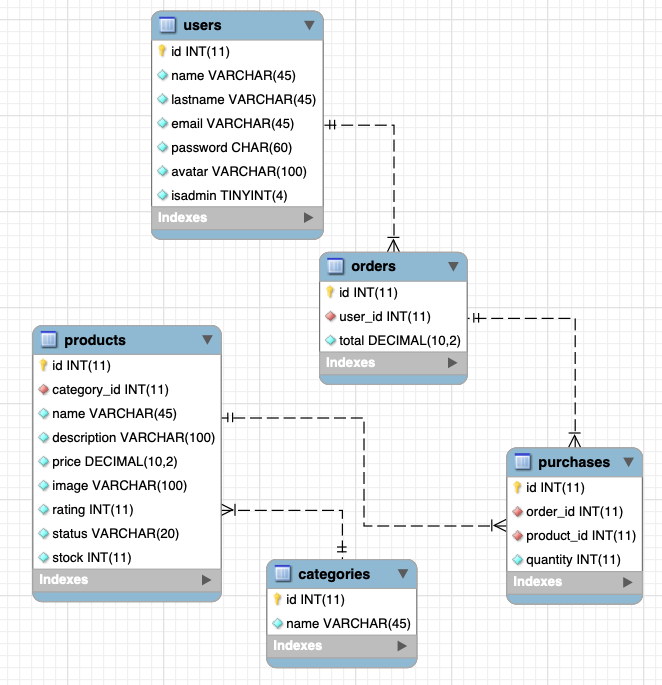 users
id INT(11)
name VARCHAR(45)
lastname VARCHAR(45)
email VARCHAR(45)
password CHAR(60)
avatar VARCHAR(100)
isadmin TINYINT(4)
Indexes
orders
id INT(11)
user_id INT(11)
total DECIMAL(10,2)
Indexes
products
id INT(11)
category_id INT(11)
name VARCHAR(45)
description VARCHAR(100)
price DECIMAL(10,2)
image VARCHAR(100)
rating INT(11)
status VARCHAR(20)
stock INT(11)
Indexes
purchases
id INT(11)
order_id INT(11)
product_id INT(11)
quantity INT(11)
Indexes
categories
id INT(11)
name VARCHAR(45)
Indexes